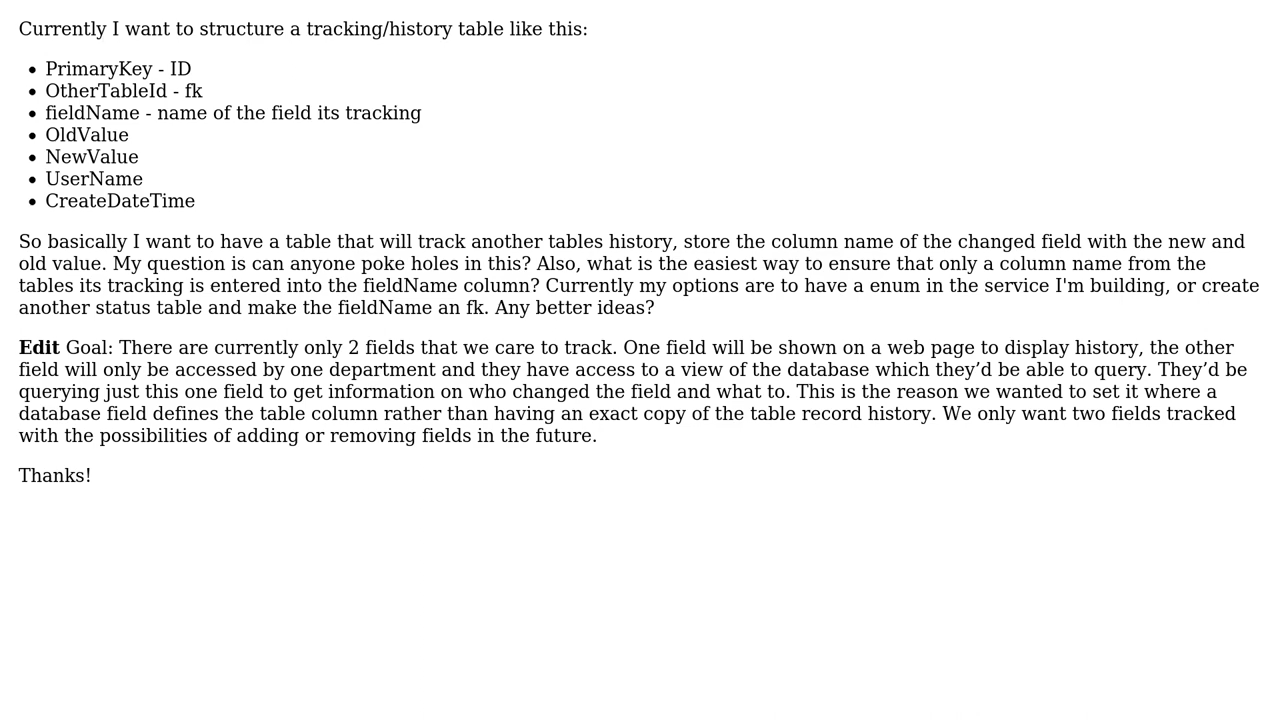 Currently I want to structure a tracking/history table like this:
• PrimaryKey - ID
• OtherTableId - fk
• fieldName - name of the field its tracking
• OldValue
• NewValue
• UserName
• CreateDateTime
So basically I want to have a table that will track another tables history, store the column name of the changed field with the new and
old value. My question is can anyone poke holes in this? Also, what is the easiest way to ensure that only a column name from the
tables its tracking is entered into the fieldName column? Currently my options are to have a enum in the service I'm building, or create
another status table and make the fieldName an fk. Any better ideas?
Edit Goal: There are currently only 2 fields that we care to track. One field will be shown on a web page to display history, the other
field will only be accessed by one department and they have access to a view of the database which they’d be able to query. They’d be
querying just this one field to get information on who changed the field and what to. This is the reason we wanted to set it where a
database field defines the table column rather than having an exact copy of the table record history. We only want two fields tracked
with the possibilities of adding or removing fields in the future.
Thanks!